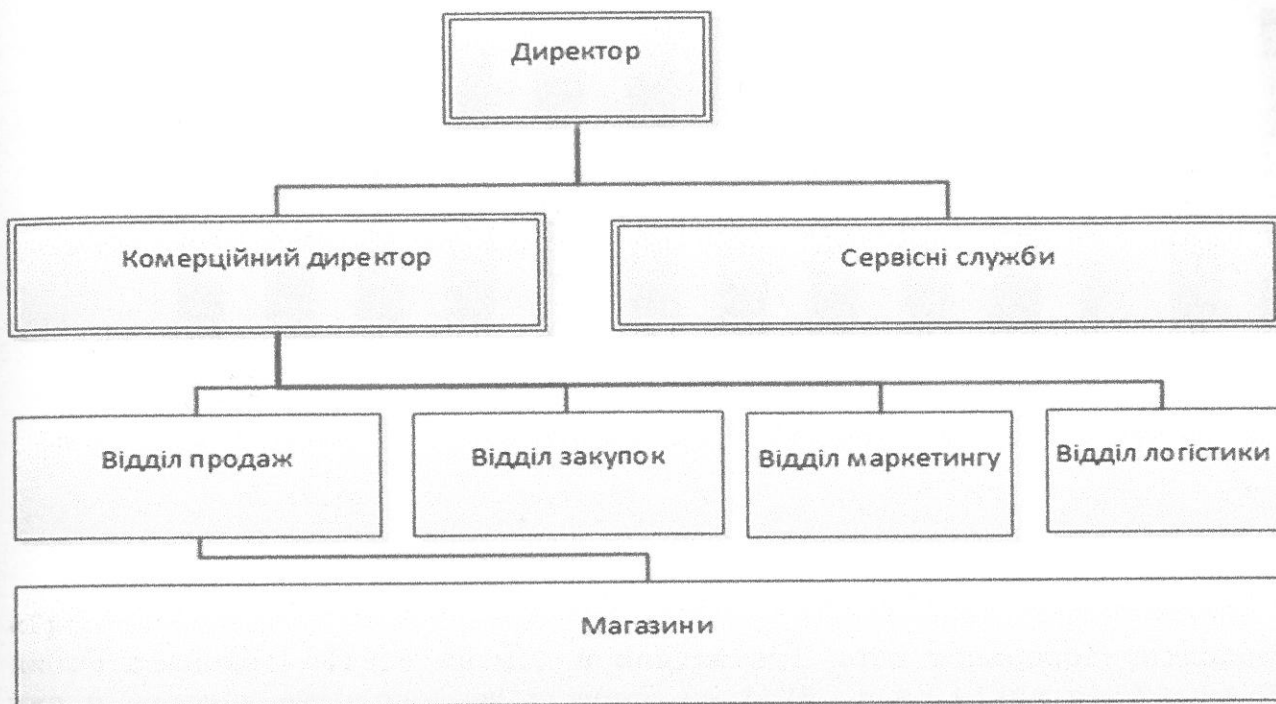 Директор
Комерційний директор
Сервісні служби
Відділ продаж
Відділ закупок
Відділ маркетингу
Відділ логістики
Магазини